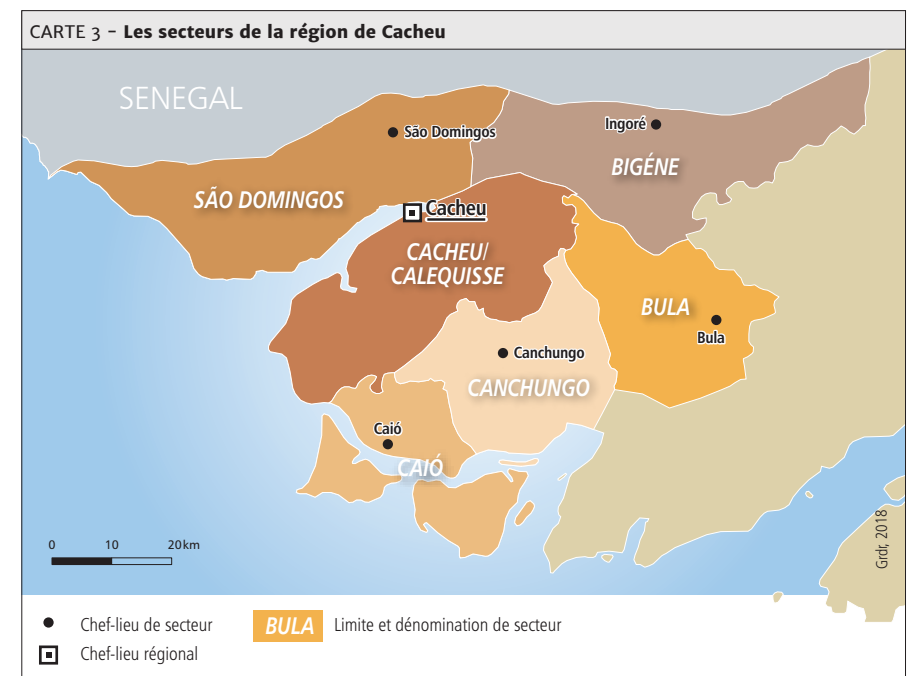 CARTE 3 – Les secteurs de la région de Cacheu
SENEGAL
São Domingos
Ingoré
BIGÉNE
SÃO DOMINGOS
Cacheu
CACHEU/
CALEQUISSE
BULA
Bula
Canchungo
CANCHUNGO
Caió
CAIÓ
0 10 20 km
Grdr, 2018
Chef-lieu de secteur
BULA Limite et dénomination de secteur
Chef-lieu régional